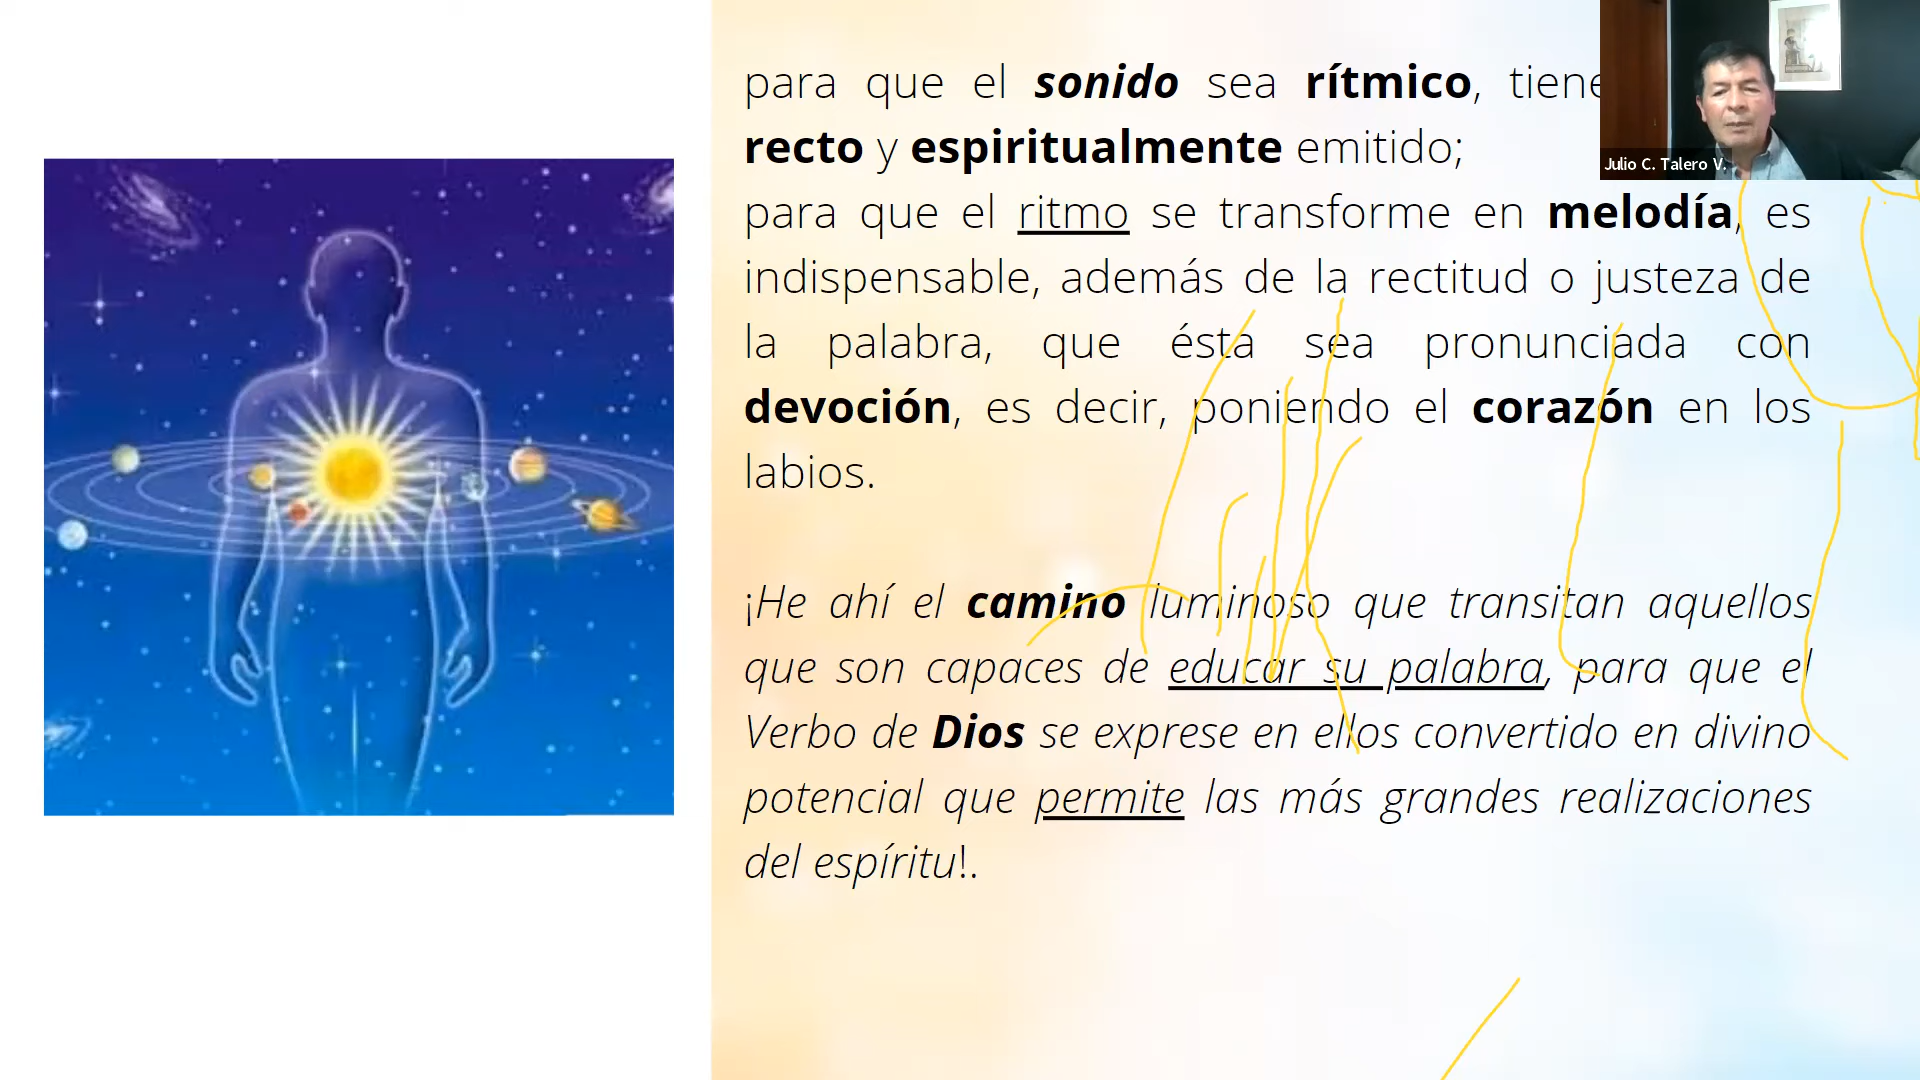 para que el sonido sea rítmico, tiene
recto y espiritualmente emitido;
para que el ritmo se transforme en melodía, es
indispensable, además de la rectitud o justeza de
la palabra, que ésta sea pronunciada con
devoción, es decir, poniendo el corazón en los
labios.
¡He ahí el camino luminoso que transitan aquellos
que son capaces de educar su palabra, para que el
Verbo de Dios se exprese en ellos convertido en divino
potencial que permite las más grandes realizaciones
del espíritu!.
Julio C. Talero V.